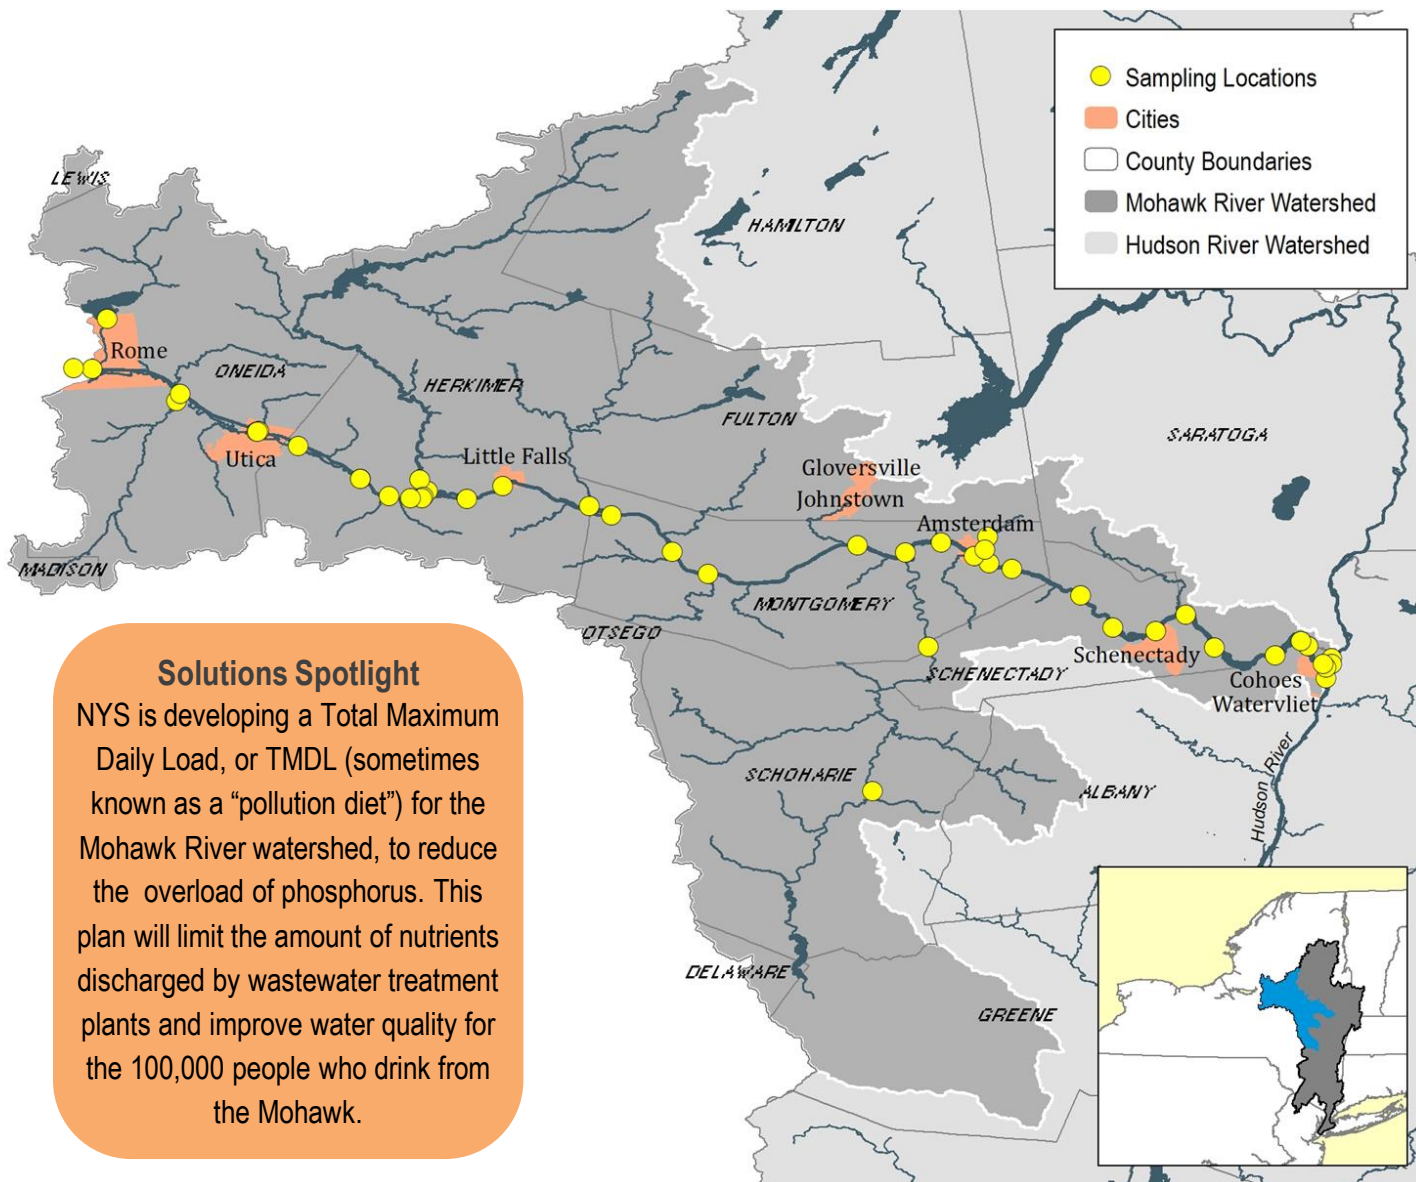 Sampling Locations
Cities
County Boundaries
Mohawk River Watershed
Hudson River Watershed
LEWIS
HAMILTON
Rome
ONEIDA
HERKIMER
FULTON
SARATOGA
Utica
Little Falls
Gloversville
Johnstown
Amsterdam
MADISON
MONTGOMERY
OTSEGO
SCHENECTADY
Schenectady
Cohoes
Watervliet
SCHOHARIE
ALBANY
Hudson River
DELAWARE
GREENE
Solutions Spotlight
NYS is developing a Total Maximum
Daily Load, or TMDL (sometimes
known as a “pollution diet”) for the
Mohawk River watershed, to reduce
the overload of phosphorus. This
plan will limit the amount of nutrients
discharged by wastewater treatment
plants and improve water quality for
the 100,000 people who drink from
the Mohawk.